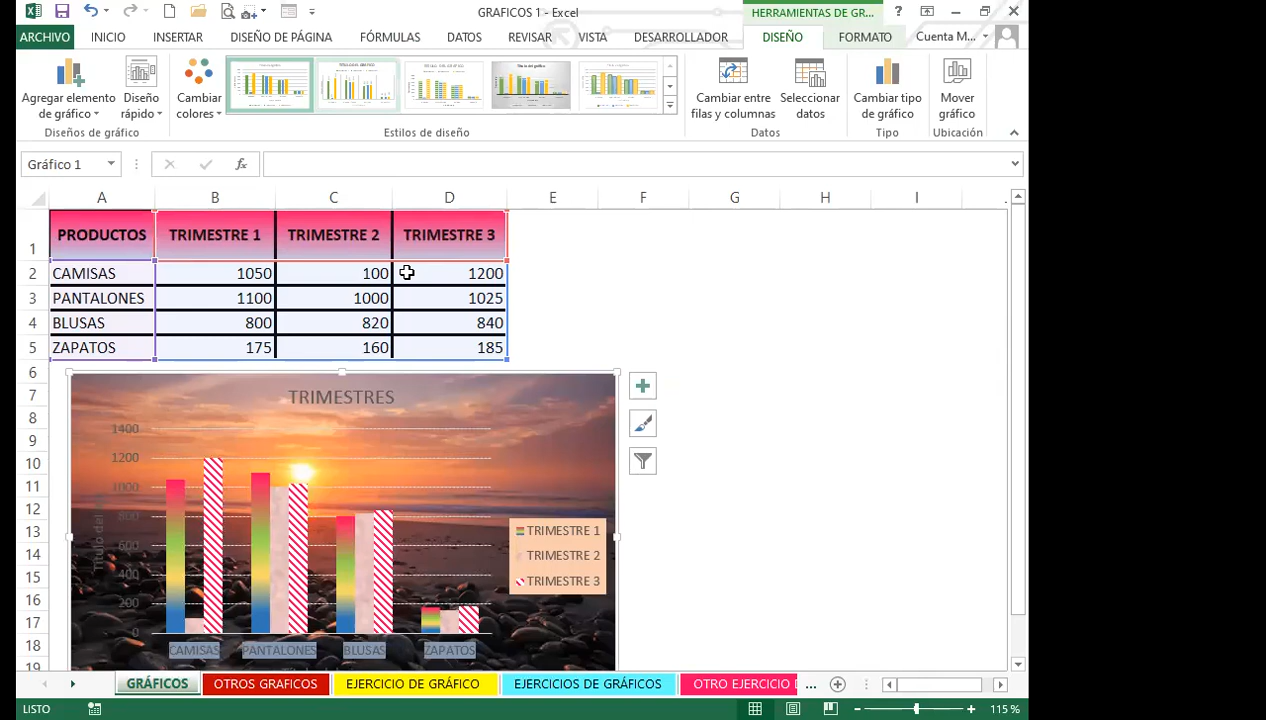 GRAFICOS 1 - Excel
HERRAMIENTAS DE GR...
?
ARCHIVO INICIO INSERTAR DISEÑO DE PÁGINA FÓRMULAS DATOS REVISAR VISTA DESARROLLADOR DISEÑO FORMATO Cuenta M...
Agregar elemento de gráfico
Diseño rápido
Cambiar colores
Cambiar entre filas y columnas
Seleccionar datos
Cambiar tipo de gráfico
Mover gráfico
Diseños de gráfico Estilos de diseño Datos Tipo Ubicación
Gráfico 1 fx
A B C D E F G H I
1 PRODUCTOS TRIMESTRE 1 TRIMESTRE 2 TRIMESTRE 3
2 CAMISAS 1050 100 1200
3 PANTALONES 1100 1000 1025
4 BLUSAS 800 820 840
5 ZAPATOS 175 160 185
6
7
8
9
10
11
12
13
14
15
16
17
18
19
TRIMESTRES
1400
1200
1000
800
600
400
200
0
CAMISAS PANTALONES BLUSAS ZAPATOS
TRIMESTRE 1
TRIMESTRE 2
TRIMESTRE 3
GRÁFICOS OTROS GRAFICOS EJERCICIO DE GRÁFICO EJERCICIOS DE GRÁFICOS OTRO EJERCICIO D ...
LISTO 115 %